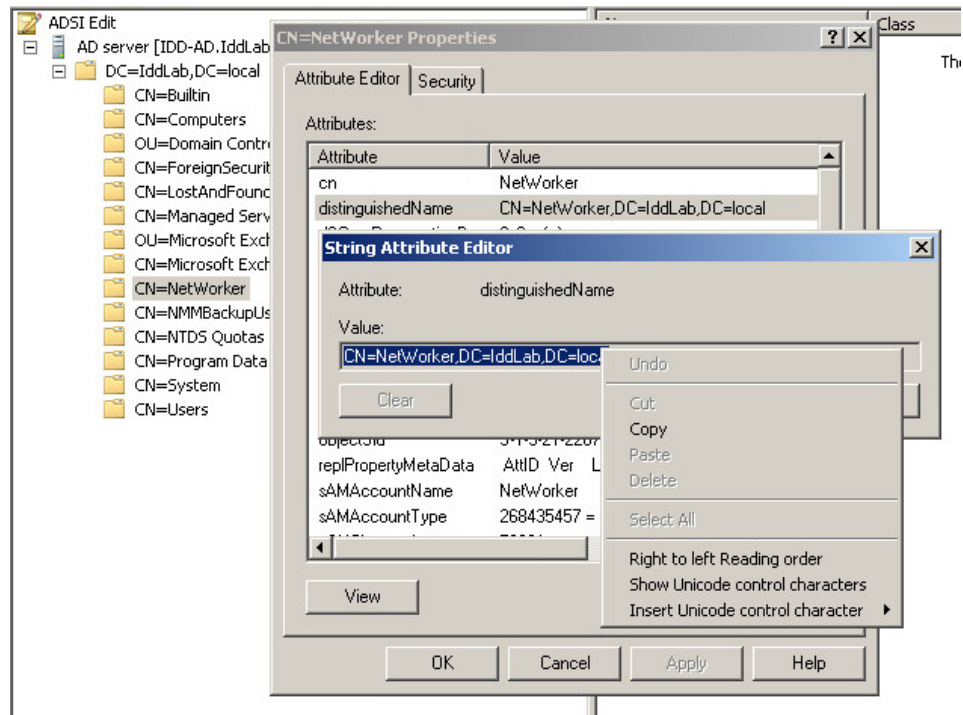 ADSI Edit
AD server [IDD-AD.IddLab
DC=IddLab,DC=local
CN=Builtin
CN=Computers
OU=Domain Contr
CN=ForeignSecurit
CN=LostAndFound
CN=Managed Serv
OU=Microsoft Exch
CN=Microsoft Exch
CN=NetWorker
CN=NMMBackupUs
CN=NTDS Quotas
CN=Program Data
CN=System
CN=Users
Class
The
CN=NetWorker Properties
Attribute Editor
Security
Attributes:
Attribute Value
cn NetWorker
distinguishedName CN=NetWorker,DC=IddLab,DC=local
String Attribute Editor
Attribute: distinguishedName
Value:
CN=NetWorker,DC=IddLab,DC=loca
Clear
Undo
Cut
Copy
Paste
Delete
Select All
Right to left Reading order
Show Unicode control characters
Insert Unicode control character
objectSid
replPropertyMetaData AttID Ver L
sAMAccountName NetWorker
sAMAccountType 268435457 =
View
OK
Cancel
Apply
Help